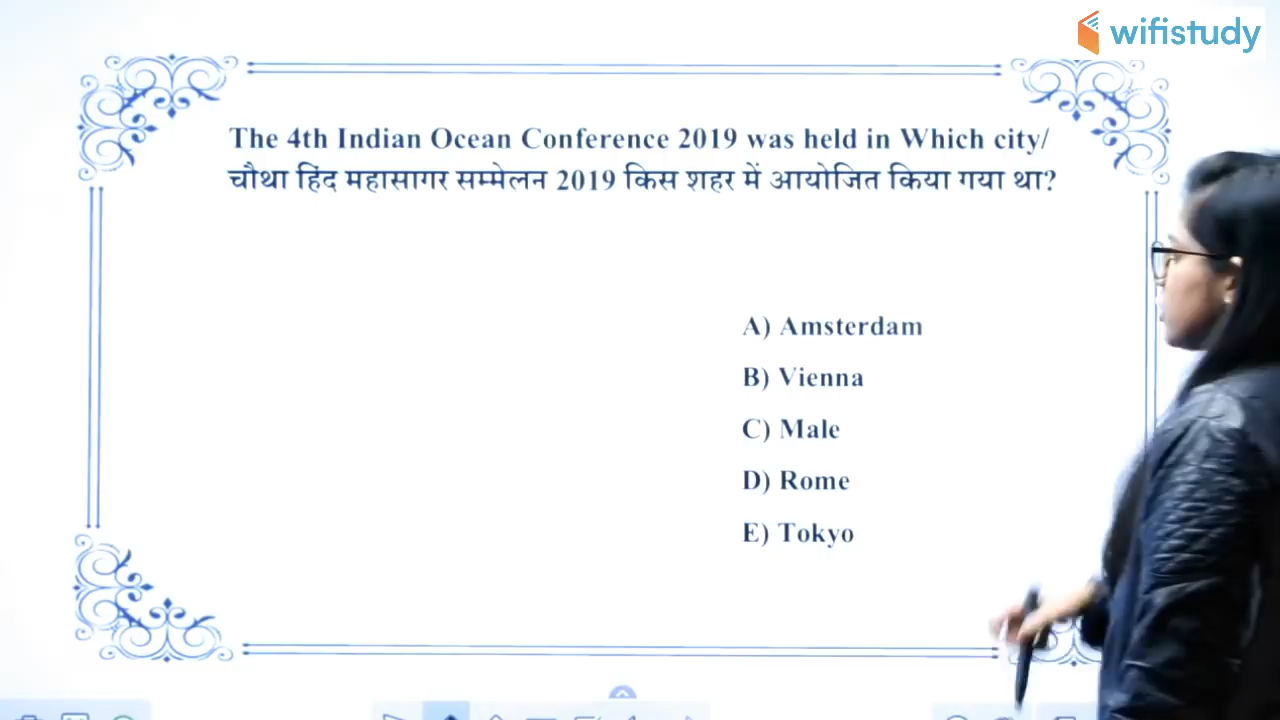 wifistudy
The 4th Indian Ocean Conference 2019 was held in Which city/
चौथा हिंद महासागर सम्मेलन 2019 किस शहर में आयोजित किया गया था?
A) Amsterdam
B) Vienna
C) Male
D) Rome
E) Tokyo